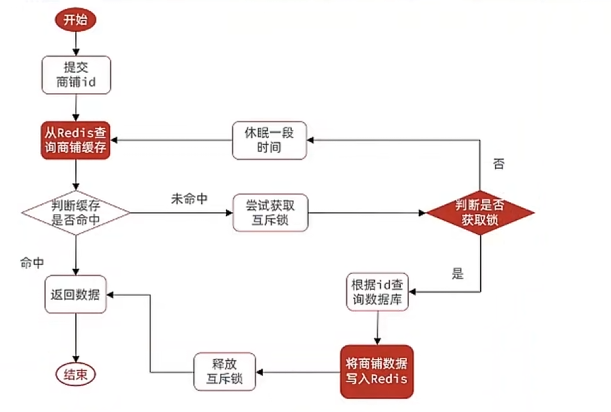 开始
提交
商铺id
从Redis查
询商铺缓存
休眠一段
时间
否
判断缓存
是否命中
未命中
尝试获取
互斥锁
判断是否
获取锁
命中
是
返回数据
根据id查
询数据库
结束
释放
互斥锁
将商铺数据
写入Redis